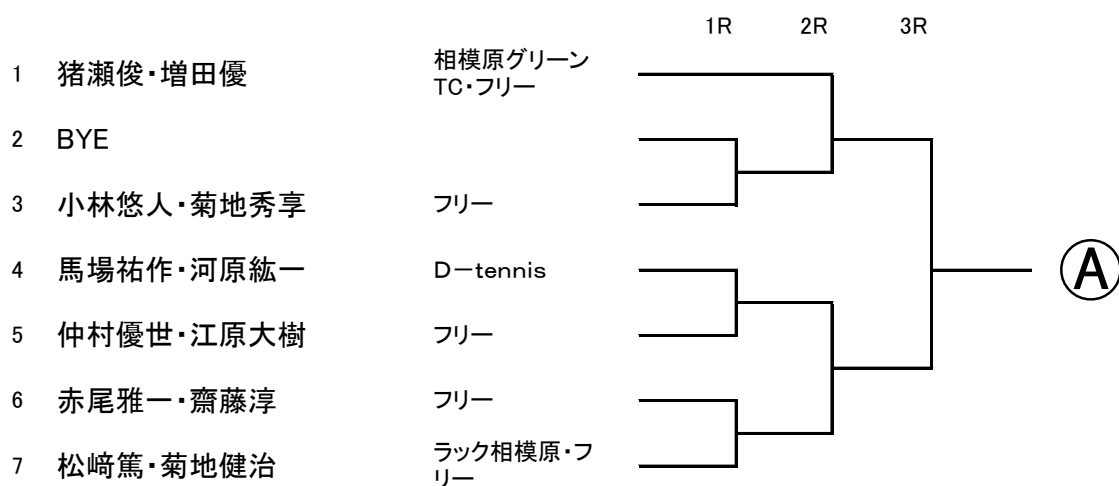 1R 2R 3R
1 猪瀬俊・増田優 相模原グリーン
TC・フリー
2 BYE
3 小林悠人・菊地秀享 フリー
4 馬場祐作・河原紘一 D-tennis
5 仲村優世・江原大樹 フリー
6 赤尾雅一・齋藤淳 フリー
7 松﨑篤・菊地健治 ラック相模原・フ
リー
Ⓐ